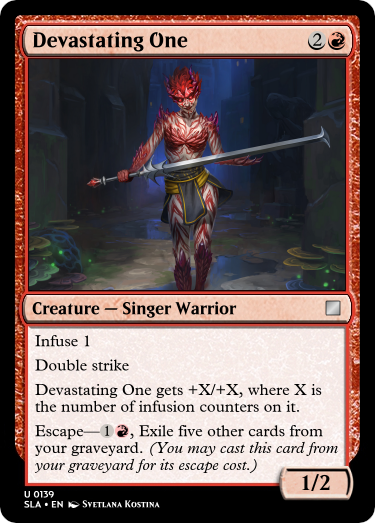 Devastating One 2
Creature — Singer Warrior
Infuse 1
Double strike
Devastating One gets +X/+X, where X is
the number of infusion counters on it.
Escape—1, Exile five other cards from
your graveyard. (You may cast this card from
your graveyard for its escape cost.)
1/2
U 0139
SLA • EN Svetlana Kostina